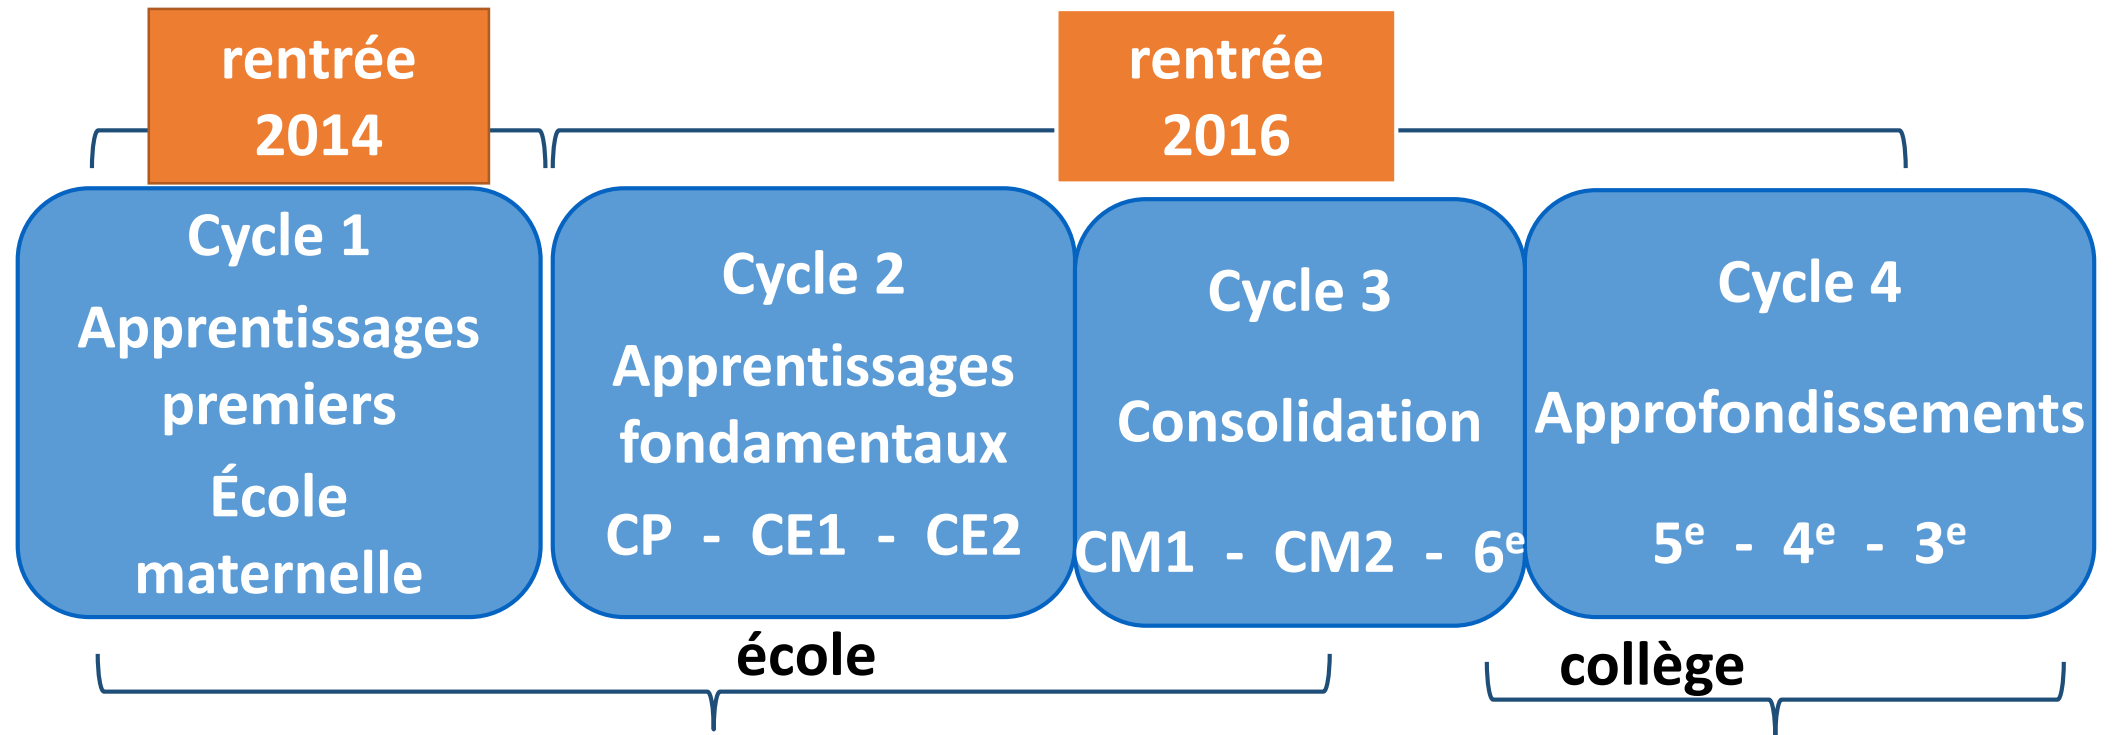 rentrée
2014
rentrée
2016
Cycle 1
Apprentissages
premiers
École
maternelle
Cycle 2
Apprentissages
fondamentaux
CP - CE1 - CE2
Cycle 3
Consolidation
CM1 - CM2 - 6e
Cycle 4
Approfondissements
5e - 4e - 3e
école
collège